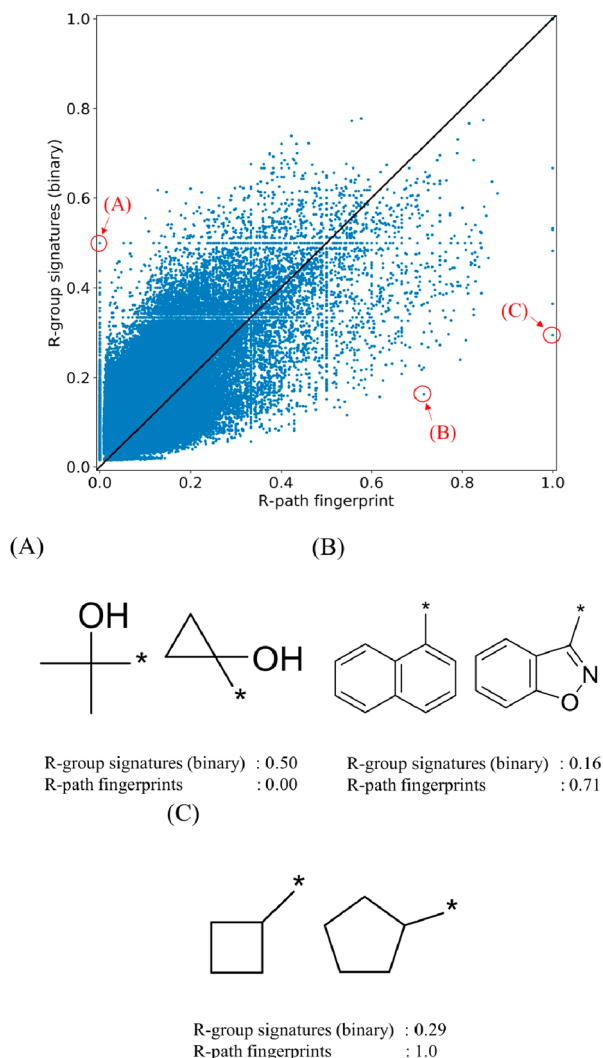 1.0
0.8
0.6
0.4
0.2
0.0
R-group signatures (binary)
(A)
(C)
(B)
0.0 0.2 0.4 0.6 0.8 1.0
R-path fingerprint
(A) (B)
OH
*
OH
*
*
*
N
O
R-group signatures (binary) : 0.50
R-path fingerprints : 0.00
R-group signatures (binary) : 0.16
R-path fingerprints : 0.71
(C)
*
*
R-group signatures (binary) : 0.29
R-path fingerprints : 1.0